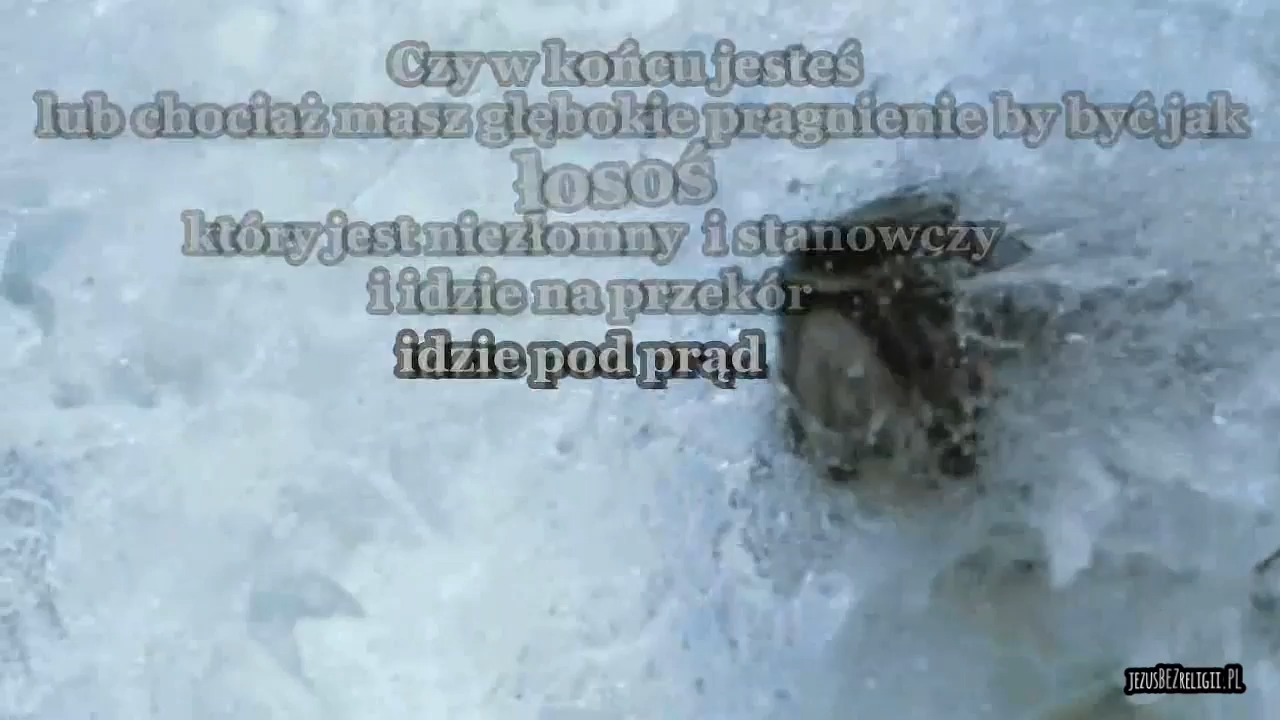 Czy w końcu jesteś
lub chociaż masz głębokie pragnienie by być jak
łosoś
który jest niezłomny i stanowczy
i idzie na przekór
idzie pod prąd
JEZUSBEZRELIGII.PL